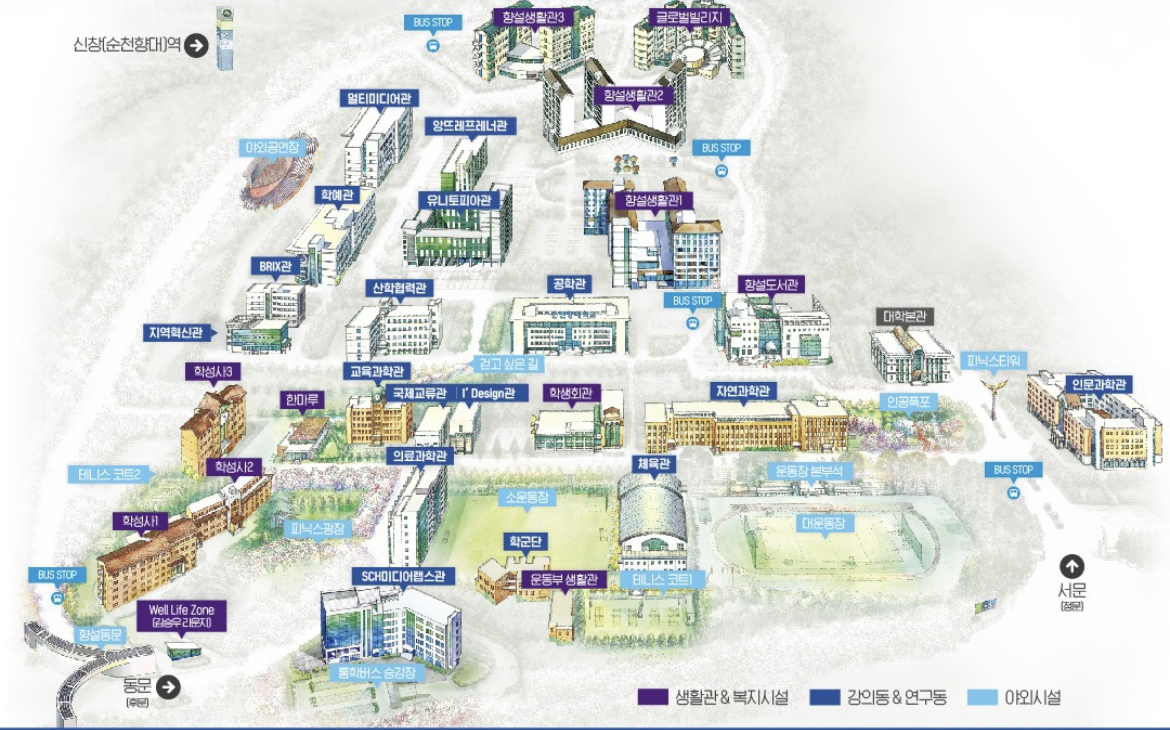 BUS STOP
향설생활관3
글로벌빌리지
신창(순천향대)역
향설생활관2
멀티미디어관
앙뜨레프레너관
야외공연장
BUS STOP
학예관
유니토피아관
향설생활관1
BRIX관
산학협력관
공학관
향설도서관
BUS STOP
순천향대학교
대학본관
지역혁신관
걷고 싶은 길
피닉스타워
학성사3
교육과학관
인문과학관
한마루
국제교류관
I' Design관
학생회관
자연과학관
인공폭포
테니스 코트2
학성사2
의료과학관
체육관
운동장 본부석
BUS STOP
소운동장
학성사1
피닉스광장
대운동장
학군단
BUS STOP
SCH미디어랩스관
운동부 생활관
테니스 코트1
서문
(정문)
Well Life Zone
(김승우 라운지)
향설동문
통학버스 승강장
동문
(후문)
생활관 & 복지시설
강의동 & 연구동
야외시설